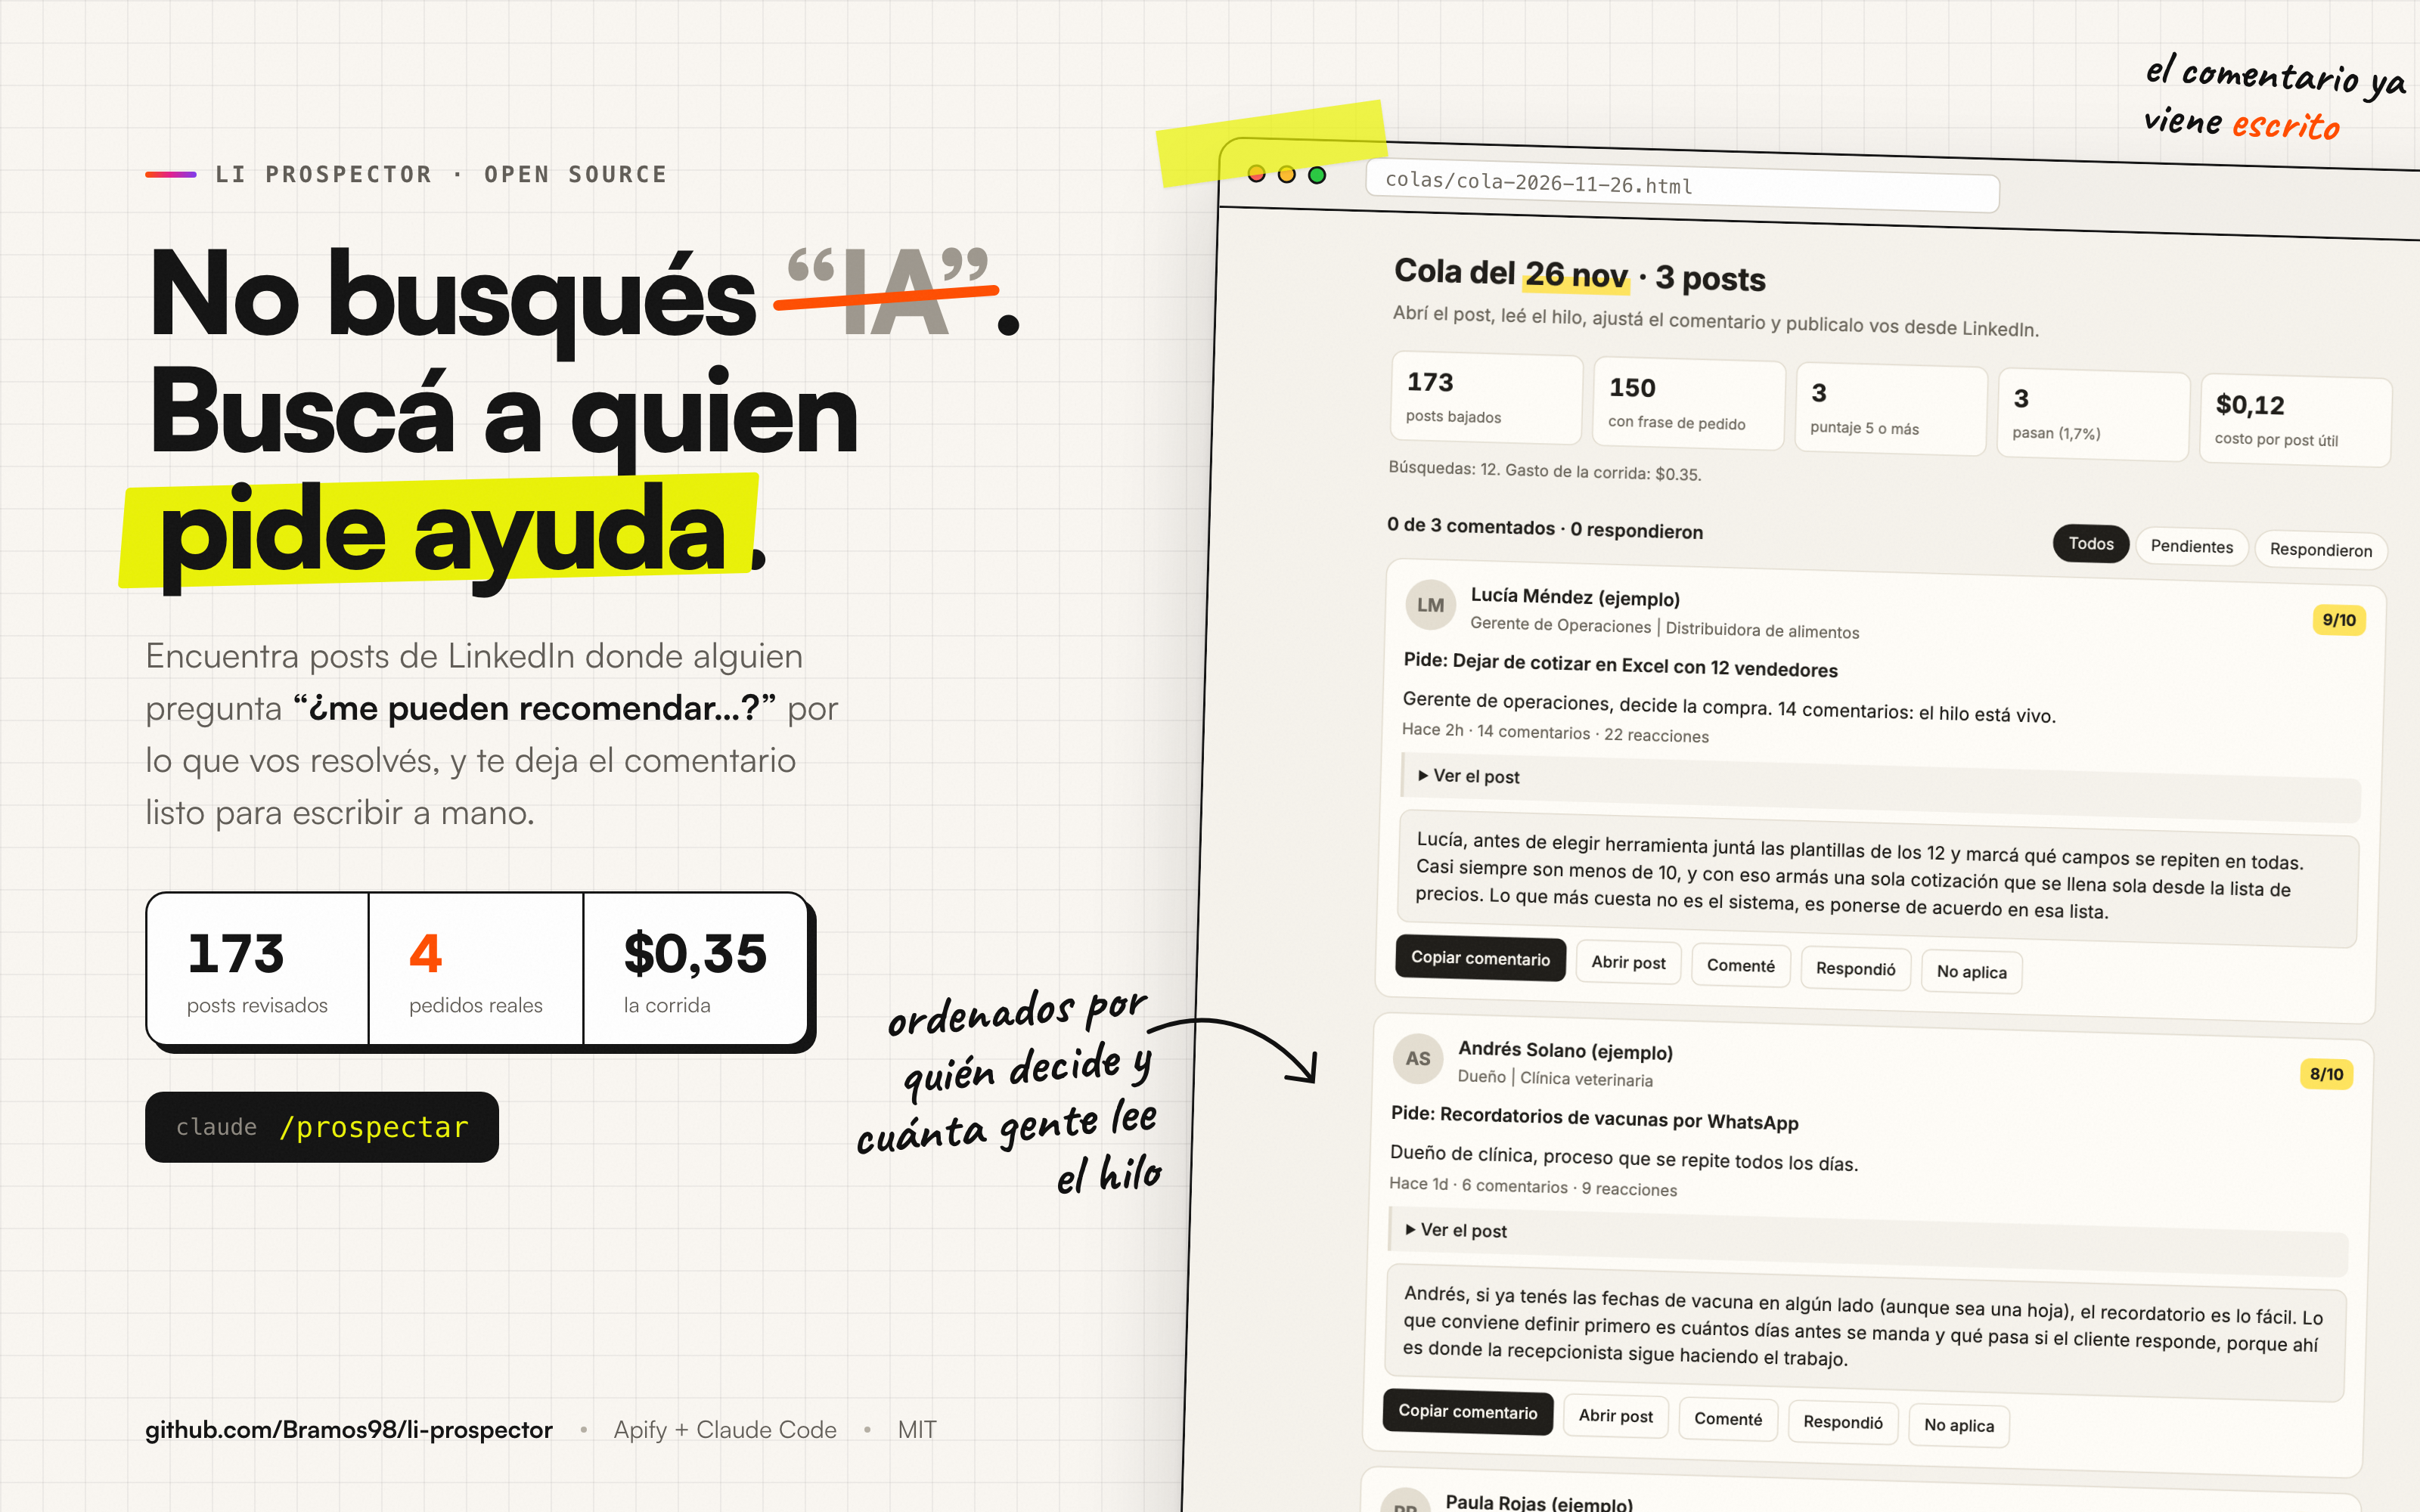 el comentario ya
viene escrito
LI PROSPECTOR · OPEN SOURCE
No busqués “IA”.
Buscá a quien
pide ayuda.
Encuentra posts de LinkedIn donde alguien
pregunta “¿me pueden recomendar...?” por
lo que vos resolvés, y te deja el comentario
listo para escribir a mano.
173
posts revisados
4
pedidos reales
$0,35
la corrida
claude /prospectar
ordenados por
quién decide y
cuánta gente lee
el hilo
github.com/Bramos98/li-prospector • Apify + Claude Code • MIT
colas/cola-2026-11-26.html
Cola del 26 nov · 3 posts
Abrí el post, leé el hilo, ajustá el comentario y publicalo vos desde LinkedIn.
173
posts bajados
150
con frase de pedido
3
puntaje 5 o más
3
pasan (1,7%)
$0,12
costo por post útil
Búsquedas: 12. Gasto de la corrida: $0.35.
0 de 3 comentados · 0 respondieron
Todos Pendientes Respondieron
LM
Lucía Méndez (ejemplo)
Gerente de Operaciones | Distribuidora de alimentos
9/10
Pide: Dejar de cotizar en Excel con 12 vendedores
Gerente de operaciones, decide la compra. 14 comentarios: el hilo está vivo.
Hace 2h · 14 comentarios · 22 reacciones
▶ Ver el post
Lucía, antes de elegir herramienta juntá las plantillas de los 12 y marcá qué campos se repiten en todas.
Casi siempre son menos de 10, y con eso armás una sola cotización que se llena sola desde la lista de
precios. Lo que más cuesta no es el sistema, es ponerse de acuerdo en esa lista.
Copiar comentario Abrir post Comenté Respondió No aplica
AS
Andrés Solano (ejemplo)
Dueño | Clínica veterinaria
8/10
Pide: Recordatorios de vacunas por WhatsApp
Dueño de clínica, proceso que se repite todos los días.
Hace 1d · 6 comentarios · 9 reacciones
▶ Ver el post
Andrés, si ya tenés las fechas de vacuna en algún lado (aunque sea una hoja), el recordatorio es lo fácil. Lo
que conviene definir primero es cuántos días antes se manda y qué pasa si el cliente responde, porque ahí
es donde la recepcionista sigue haciendo el trabajo.
Copiar comentario Abrir post Comenté Respondió No aplica
Paula Rojas (ejemplo)